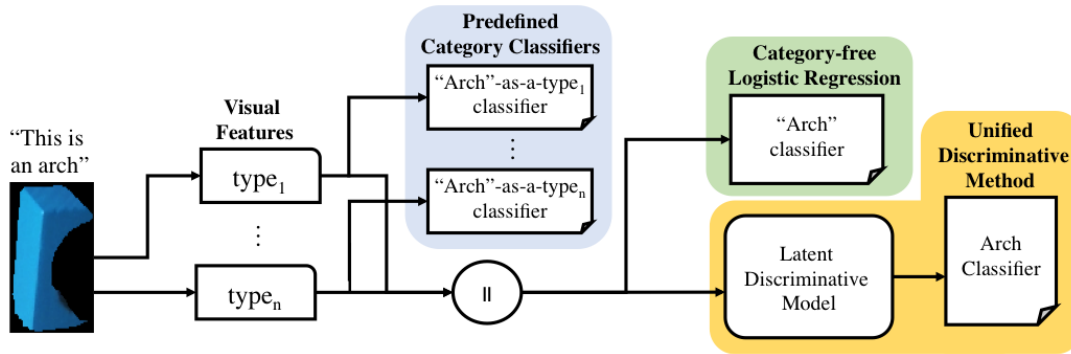 “This is
an arch”
Visual
Features
type₁
⋮
typeₙ
Predefined
Category Classifiers
“Arch”-as-a-type₁
classifier
⋮
“Arch”-as-a-typeₙ
classifier
॥
Category-free
Logistic Regression
“Arch”
classifier
Unified
Discriminative
Method
Latent
Discriminative
Model
Arch
Classifier